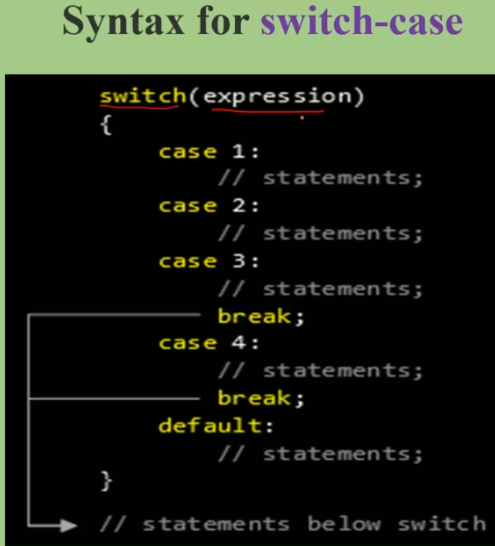 Syntax for switch-case
switch(expression)
{
case 1:
// statements;
case 2:
// statements;
case 3:
// statements;
break;
case 4:
// statements;
break;
default:
// statements;
}
// statements below switch